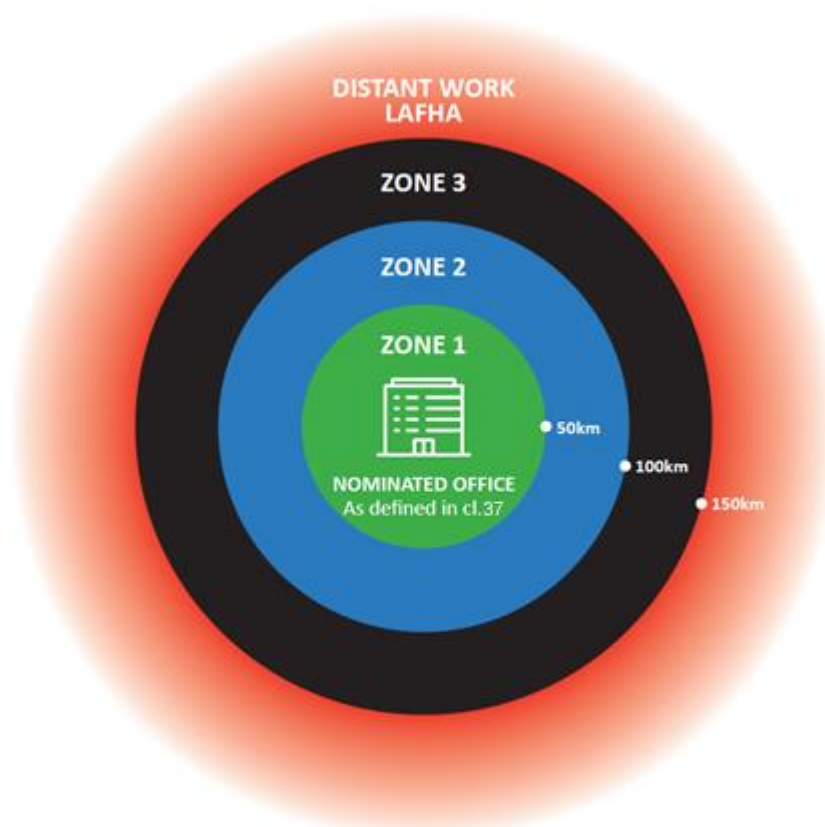 DISTANT WORK
LAFHA
ZONE 3
ZONE 2
ZONE 1
50km
NOMINATED OFFICE
100km
As defined in cl.37
150km